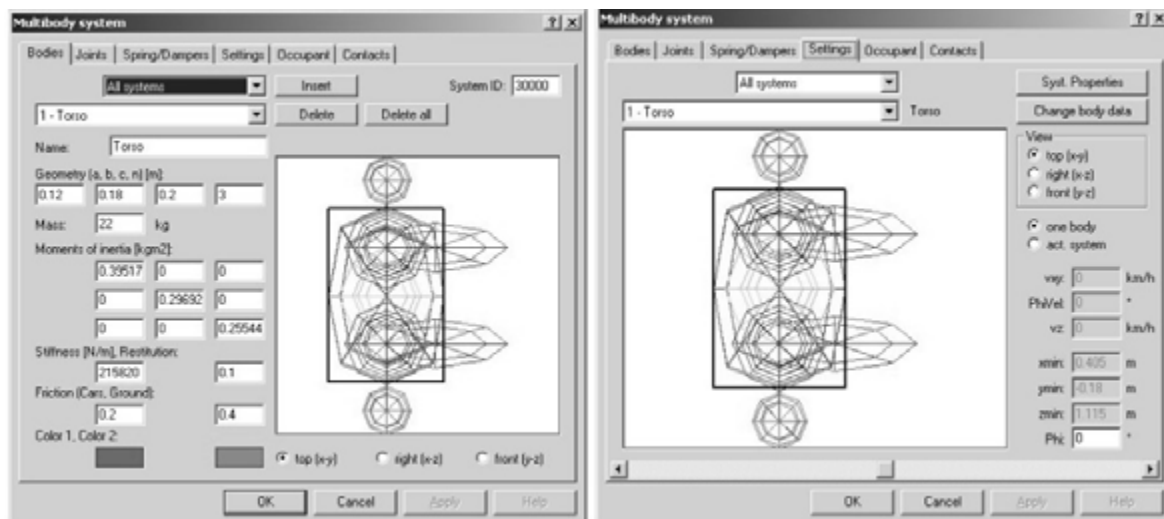 Multibody system
Bodies Joints Spring/Dampers Settings Occupant Contacts
All systems Insert System ID: 30000
1 - Torso Delete Delete all
Name: Torso
Geometry (a, b, c, n) [m]:
0.12 0.18 0.2 3
Mass: 22 kg
Moments of inertia [kgm2]:
0.39517 0 0
0 0.29692 0
0 0 0.25544
Stiffness [N/m], Restitution:
215820 0.1
Friction (Cars, Ground):
0.2 0.4
Color 1, Color 2:
top (x-y) right (x-z) front (y-z)
OK Cancel Apply Help
Multibody system
Bodies Joints Spring/Dampers Settings Occupant Contacts
All systems Syst. Properties
1 - Torso Torso Change body data
View
top (x-y)
right (x-z)
front (y-z)
one body
act. system
vxy: 0 km/h
PhiVel: 0 °
vz: 0 km/h
xmin: 0.405 m
ymin: -0.18 m
zmin: 1.115 m
Phi: 0 °
OK Cancel Apply Help